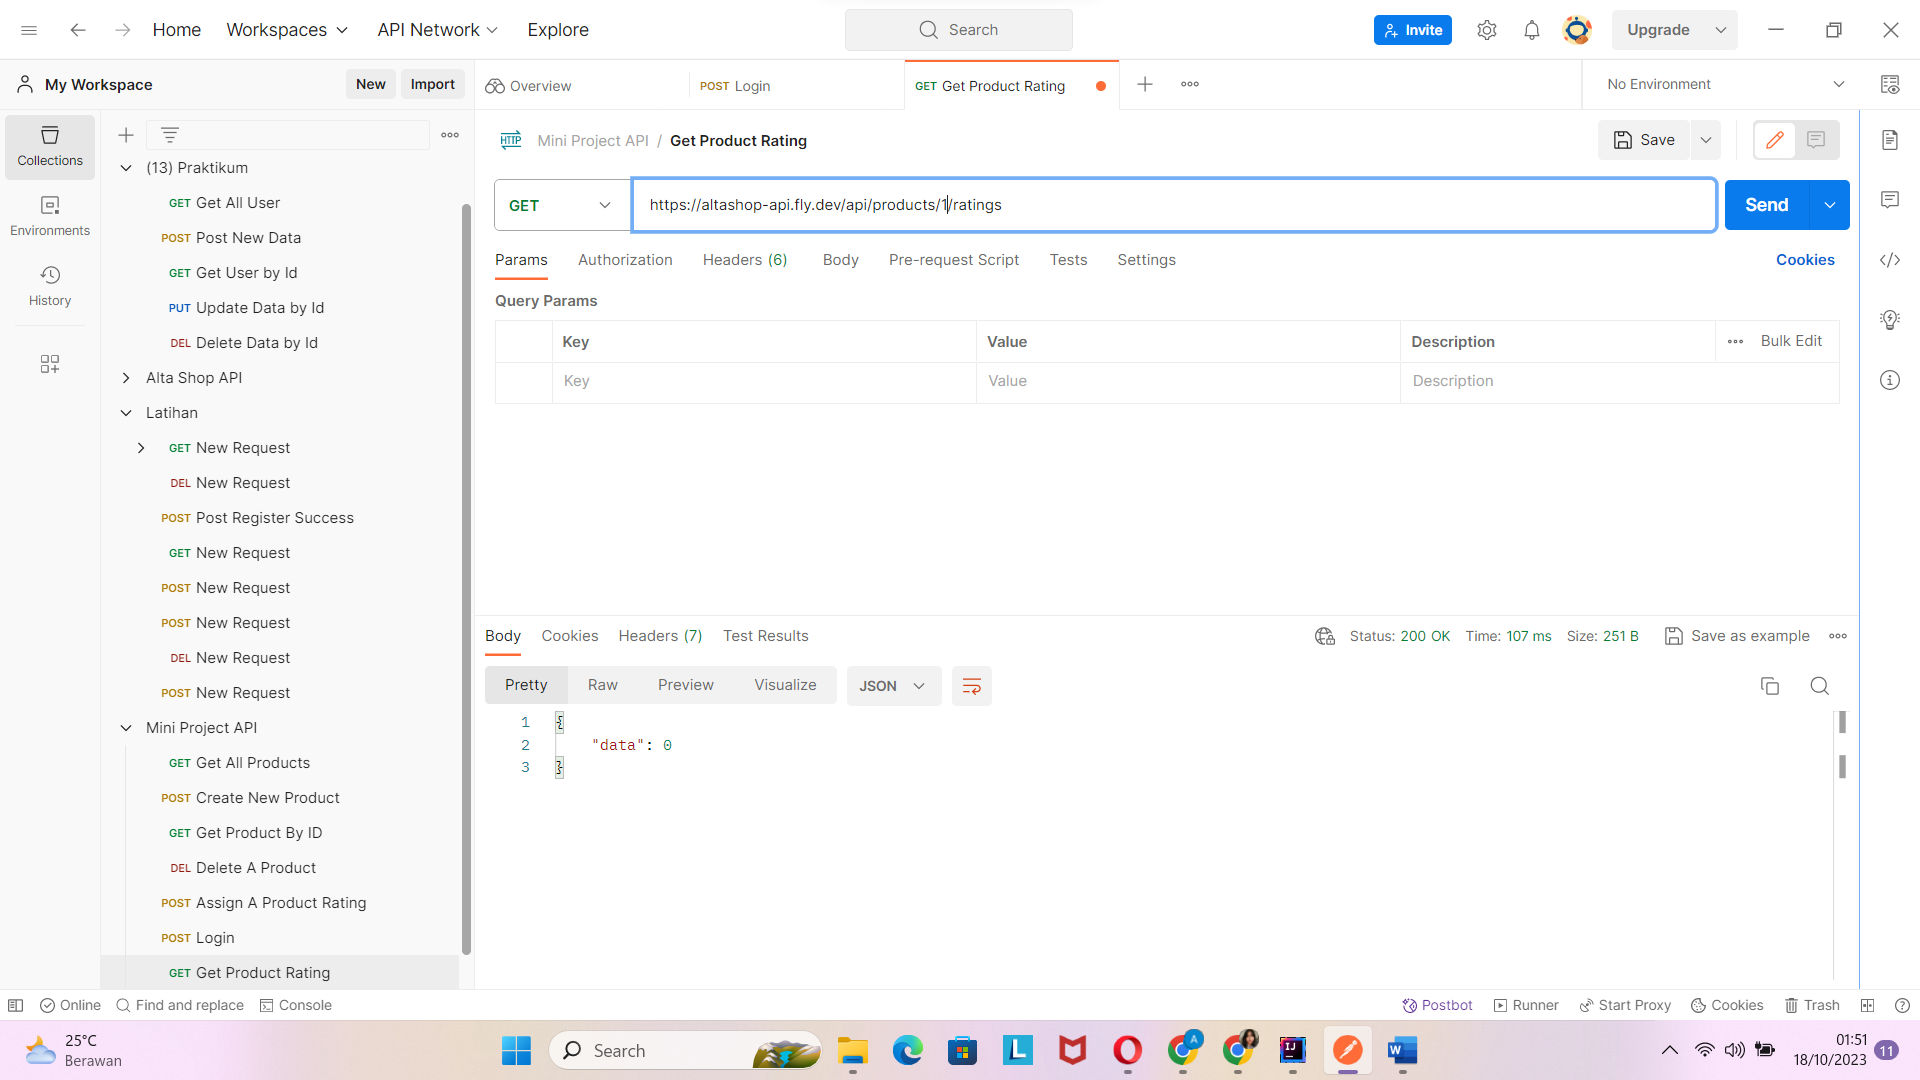 Home Workspaces API Network Explore Search Invite Upgrade
My Workspace New Import Overview POST Login GET Get Product Rating No Environment
Collections
Environments
History
(13) Praktikum
GET Get All User
POST Post New Data
GET Get User by Id
PUT Update Data by Id
DEL Delete Data by Id
Alta Shop API
Latihan
GET New Request
DEL New Request
POST Post Register Success
GET New Request
POST New Request
POST New Request
DEL New Request
POST New Request
Mini Project API
GET Get All Products
POST Create New Product
GET Get Product By ID
DEL Delete A Product
POST Assign A Product Rating
POST Login
GET Get Product Rating
HTTP Mini Project API / Get Product Rating Save
GET https://altashop-api.fly.dev/api/products/1/ratings Send
Params Authorization Headers (6) Body Pre-request Script Tests Settings Cookies
Query Params
Key Value Description Bulk Edit
Key Value Description
Body Cookies Headers (7) Test Results Status: 200 OK Time: 107 ms Size: 251 B Save as example
Pretty Raw Preview Visualize JSON
1 {
2 "data": 0
3 }
Online Find and replace Console Postbot Runner Start Proxy Cookies Trash
25°C
Berawan
Search
A
L
IJ
W
01:51
18/10/2023
11